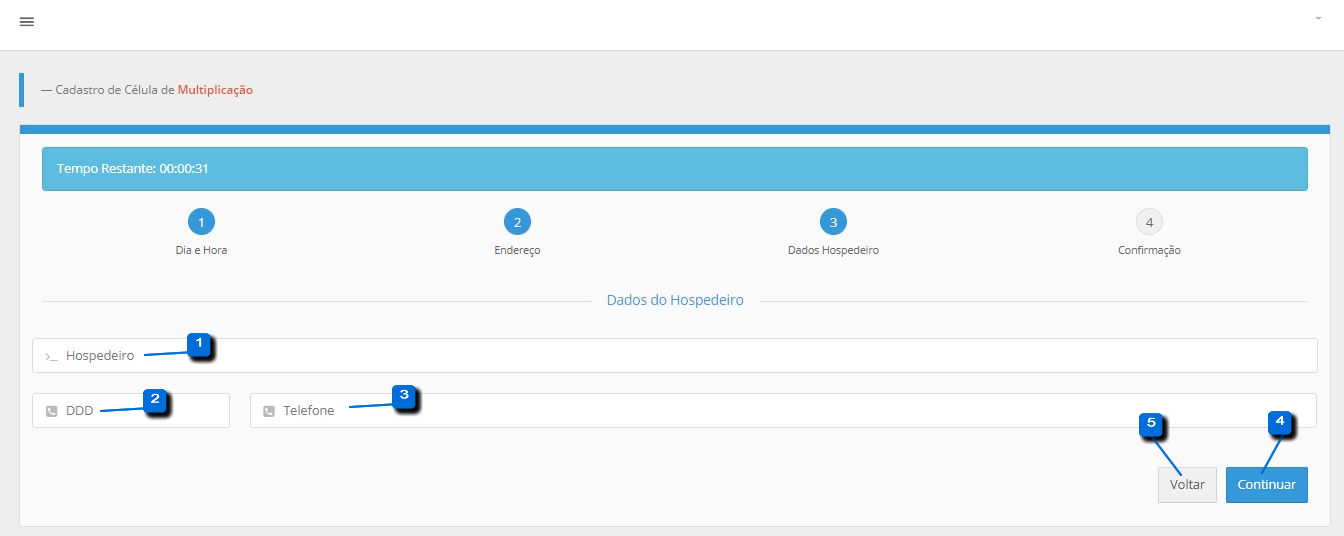 — Cadastro de Célula de Multiplicação
Tempo Restante: 00:00:31
1 2 3 4
Dia e Hora Endereço Dados Hospedeiro Confirmação
Dados do Hospedeiro
>_ Hospedeiro 1
DDD 2 Telefone 3
5 4
Voltar Continuar